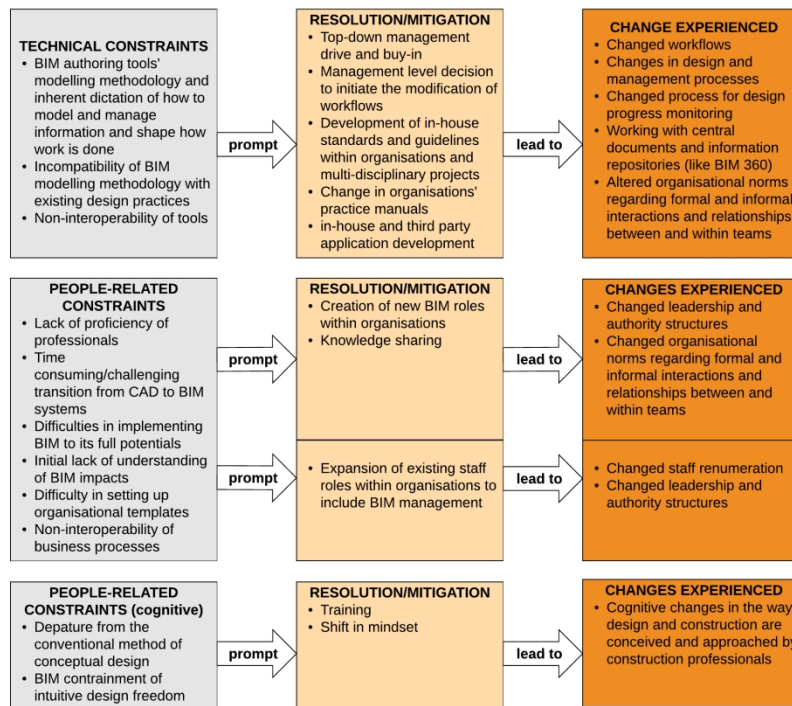 TECHNICAL CONSTRAINTS
• BIM authoring tools'
modelling methodology and
inherent dictation of how to
model and manage
information and shape how
work is done
• Incompatibility of BIM
modelling methodology with
existing design practices
• Non-interoperability of tools
prompt
RESOLUTION/MITIGATION
• Top-down management
drive and buy-in
• Management level decision
to initiate the modification of
workflows
• Development of in-house
standards and guidelines
within organisations and
multi-disciplinary projects
• Change in organisations'
practice manuals
• in-house and third party
application development
lead to
CHANGE EXPERIENCED
• Changed workflows
• Changes in design and
management processes
• Changed process for design
progress monitoring
• Working with central
documents and information
repositories (like BIM 360)
• Altered organisational norms
regarding formal and informal
interactions and relationships
between and within teams
PEOPLE-RELATED
CONSTRAINTS
• Lack of proficiency of
professionals
• Time
consuming/challenging
transition from CAD to BIM
systems
• Difficulties in implementing
BIM to its full potentials
• Initial lack of understanding
of BIM impacts
• Difficulty in setting up
organisational templates
• Non-interoperability of
business processes
prompt
RESOLUTION/MITIGATION
• Creation of new BIM roles
within organisations
• Knowledge sharing
lead to
CHANGES EXPERIENCED
• Changed leadership and
authority structures
• Changed organisational
norms regarding formal and
informal interactions and
relationships between and
within teams
prompt
• Expansion of existing staff
roles within organisations to
include BIM management
lead to
• Changed staff renumeration
• Changed leadership and
authority structures
PEOPLE-RELATED
CONSTRAINTS (cognitive)
• Depature from the
conventional method of
conceptual design
• BIM contrainment of
intuitive design freedom
prompt
RESOLUTION/MITIGATION
• Training
• Shift in mindset
lead to
CHANGES EXPERIENCED
• Cognitive changes in the way
design and construction are
conceived and approached by
construction professionals